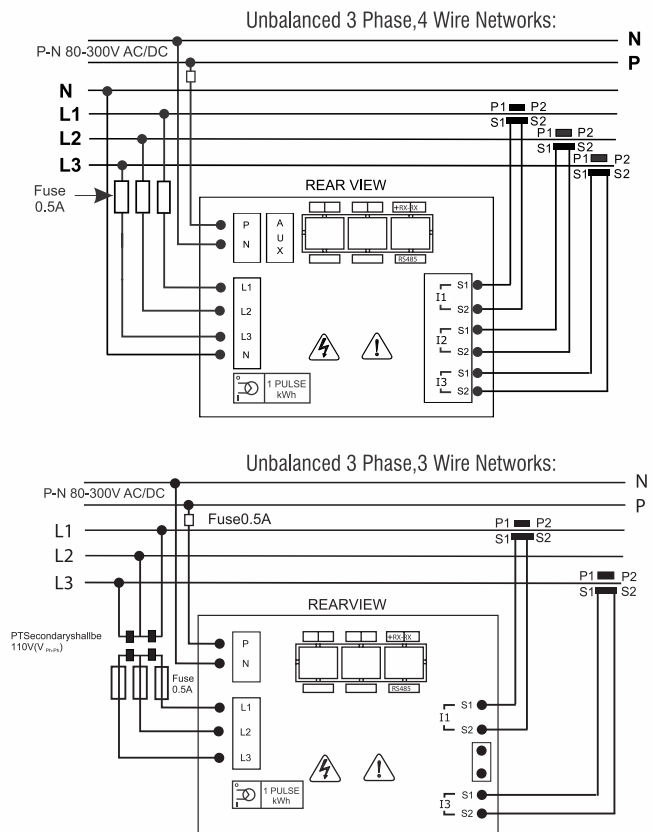 Unbalanced 3 Phase,4 Wire Networks:
N
P-N 80-300V AC/DC
P
N
L1
P1 P2
S1 S2
L2
P1 P2
S1 S2
L3
P1 P2
S1 S2
Fuse
0.5A
REAR VIEW
+RX-RX
P
N
A
U
X
RS485
L1
L2
L3
N
S1
I1
S2
S1
I2
S2
S1
I3
S2
1 PULSE
kWh
Unbalanced 3 Phase,3 Wire Networks:
N
P-N 80-300V AC/DC
P
Fuse0.5A
L1
P1 P2
S1 S2
L2
L3
P1 P2
S1 S2
REARVIEW
+RX-RX
PTSecondaryshallbe
110V(V Ph-Ph)
P
N
RS485
Fuse
0.5A
L1
L2
L3
S1
I1
S2
S1
I3
S2
1 PULSE
kWh